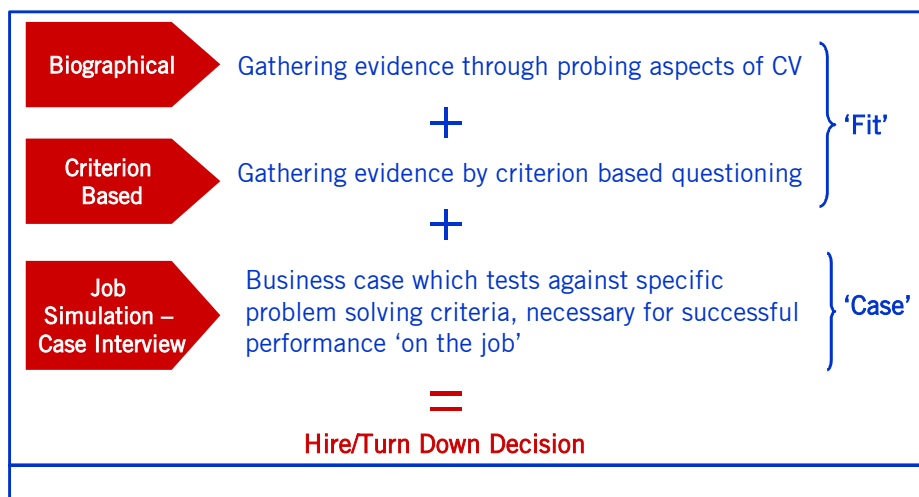 Biographical
Gathering evidence through probing aspects of CV
+
‘Fit’
Criterion
Based
Gathering evidence by criterion based questioning
+
Job
Simulation –
Case Interview
Business case which tests against specific
problem solving criteria, necessary for successful
performance ‘on the job’
‘Case’
=
Hire/Turn Down Decision